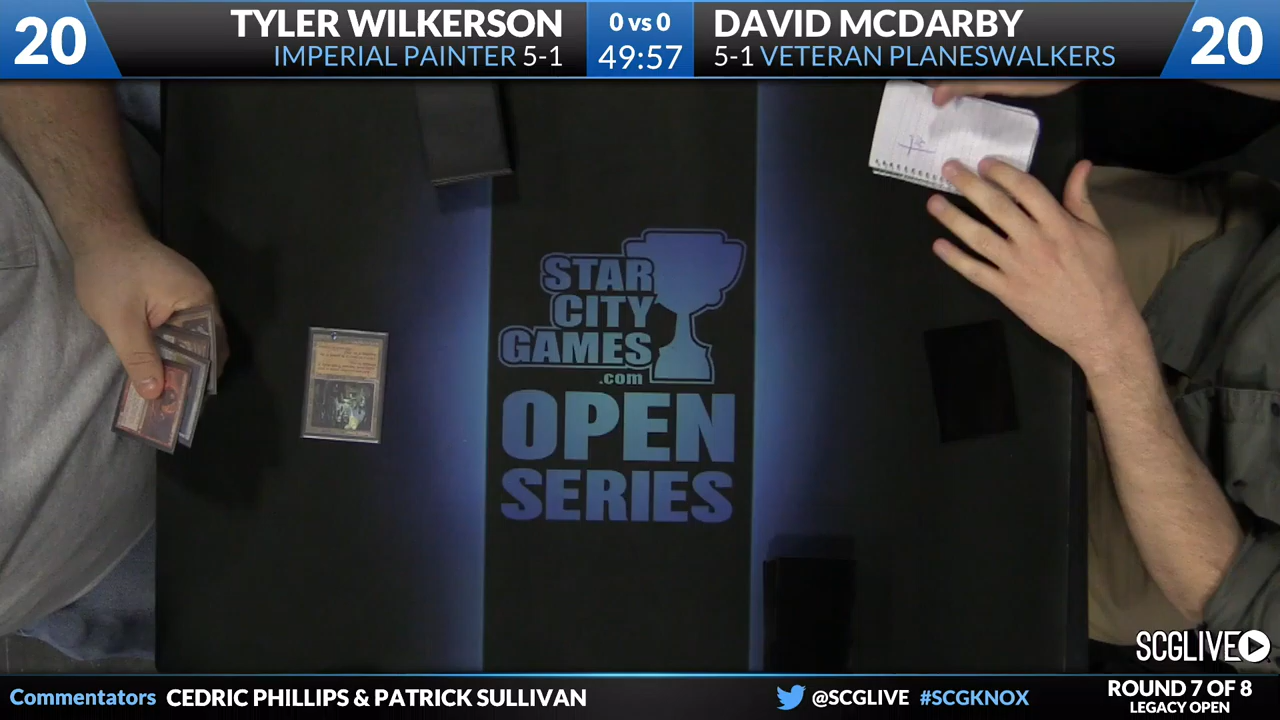 20
TYLER WILKERSON
IMPERIAL PAINTER 5-1
0 vs 0
49:57
DAVID MCDARBY
5-1 VETERAN PLANESWALKERS
20
STAR
CITY
GAMES
.com
OPEN
SERIES
SCGLIVE
Commentators CEDRIC PHILLIPS & PATRICK SULLIVAN
@SCGLIVE #SCGKNOX
ROUND 7 OF 8
LEGACY OPEN